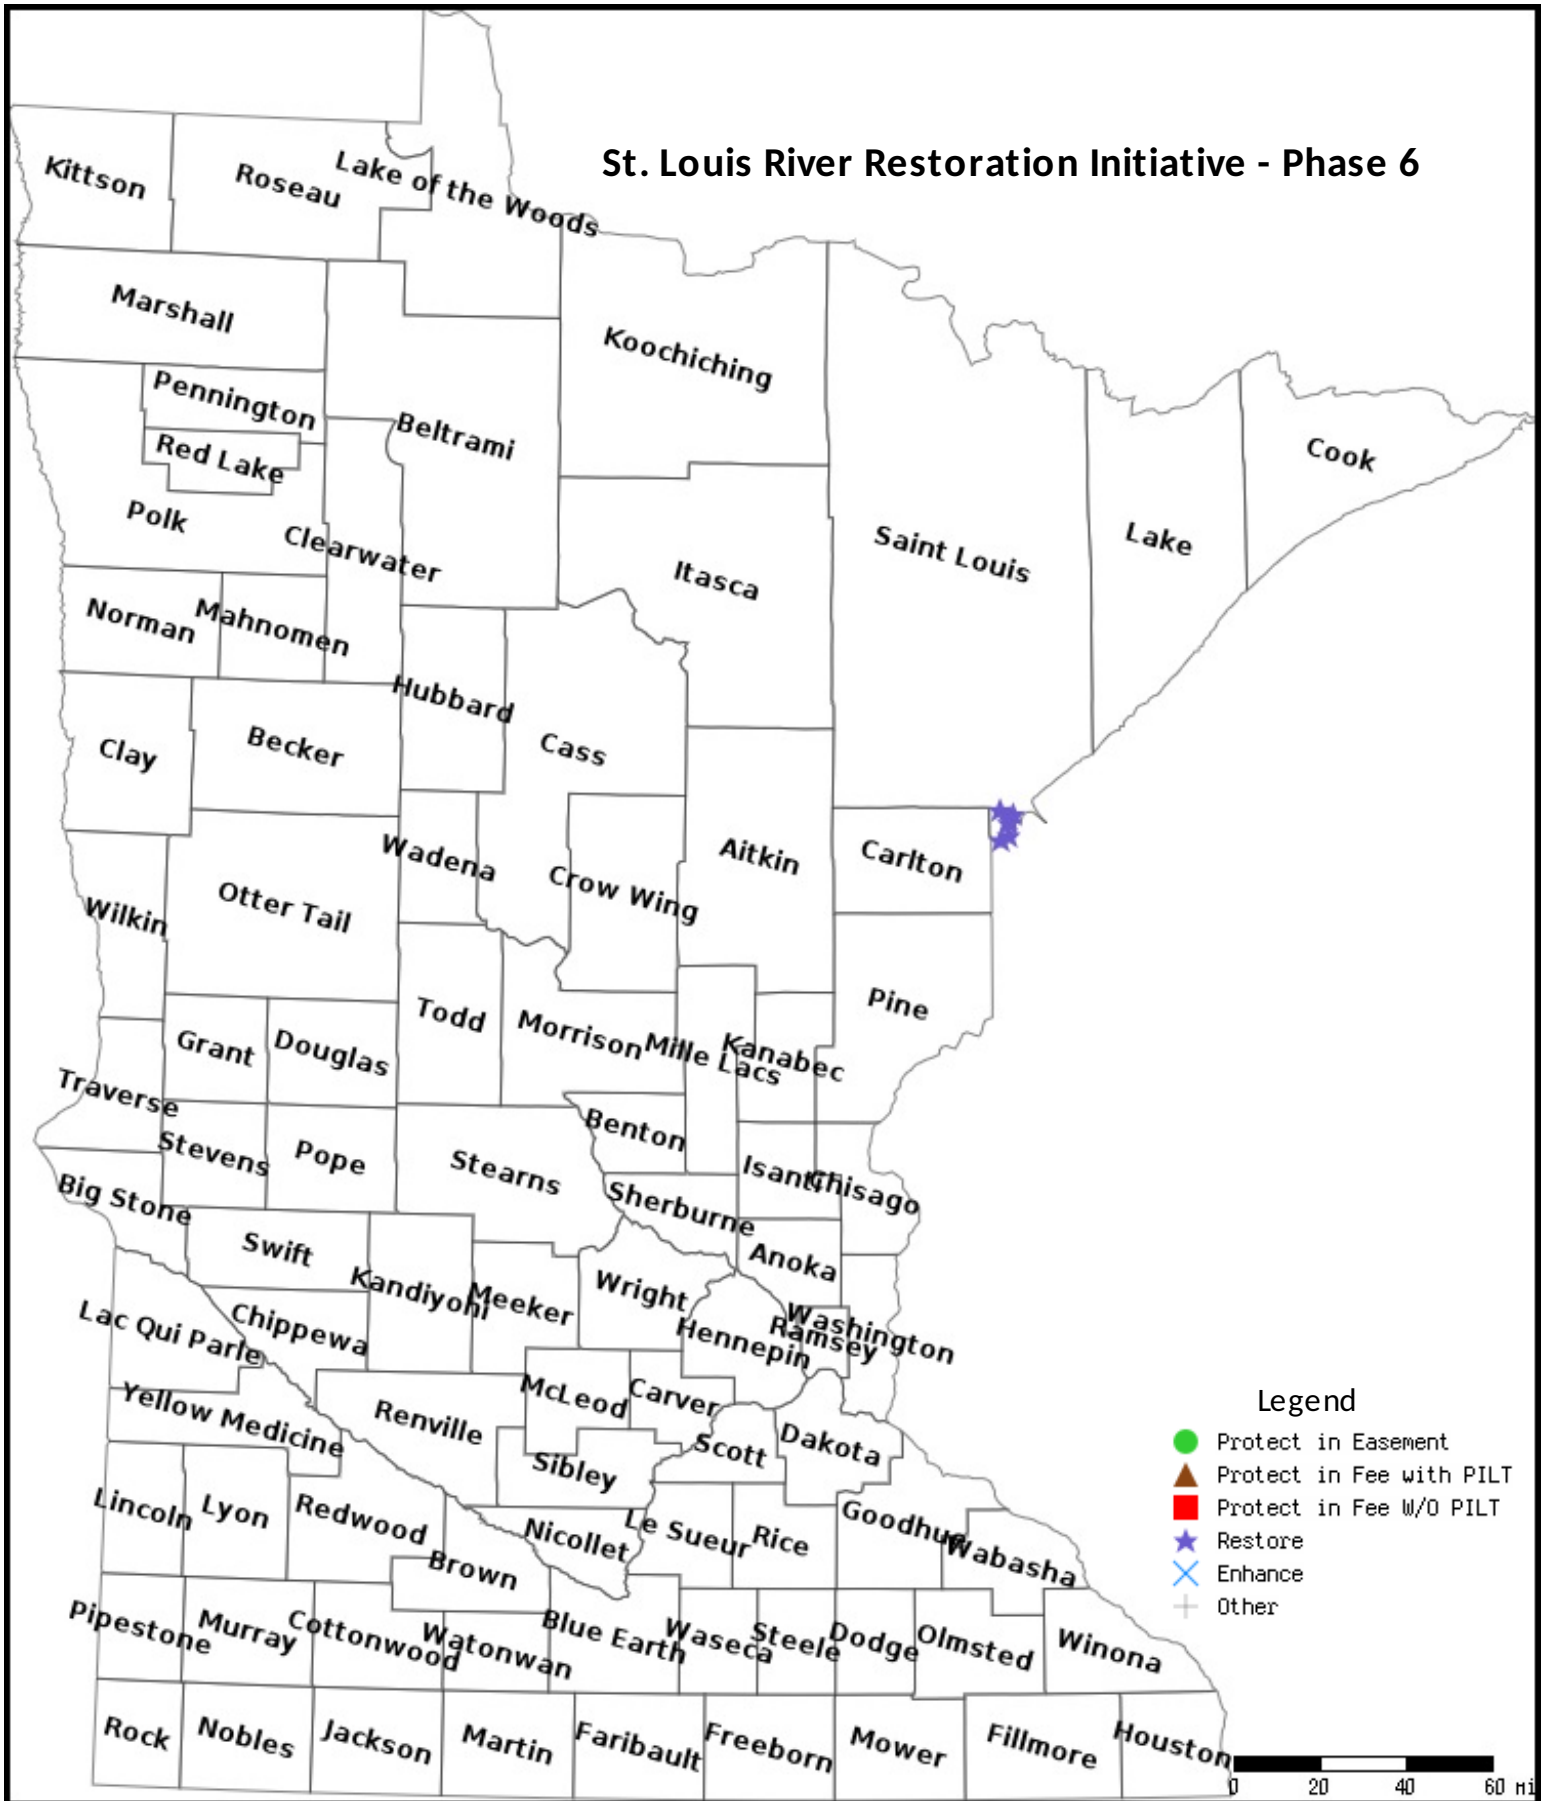 St. Louis River Restoration Initiative - Phase 6
Kittson
Roseau
Lake of the Woods
Marshall
Koochiching
Pennington
Beltrami
Red Lake
Cook
Polk
Clearwater
Saint Louis
Lake
Itasca
Norman
Mahnomen
Hubbard
Clay
Becker
Cass
Wadena
Aitkin
Carlton
Crow Wing
Otter Tail
Wilkin
Todd
Pine
Morrison
Mille Lacs
Kanabec
Grant
Douglas
Traverse
Benton
Stevens
Pope
Stearns
Isanti
Chisago
Big Stone
Sherburne
Swift
Anoka
Kandiyohi
Meeker
Wright
Washington
Ramsey
Hennepin
Lac Qui Parle
Chippewa
McLeod
Carver
Yellow Medicine
Renville
Scott
Dakota
Sibley
Lincoln
Lyon
Redwood
Nicollet
Le Sueur
Rice
Goodhue
Wabasha
Brown
Pipestone
Murray
Cottonwood
Watonwan
Blue Earth
Waseca
Steele
Dodge
Olmsted
Winona
Rock
Nobles
Jackson
Martin
Faribault
Freeborn
Mower
Fillmore
Houston
Legend
Protect in Easement
Protect in Fee with PILT
Protect in Fee W/O PILT
Restore
Enhance
Other
0 20 40 60 mi